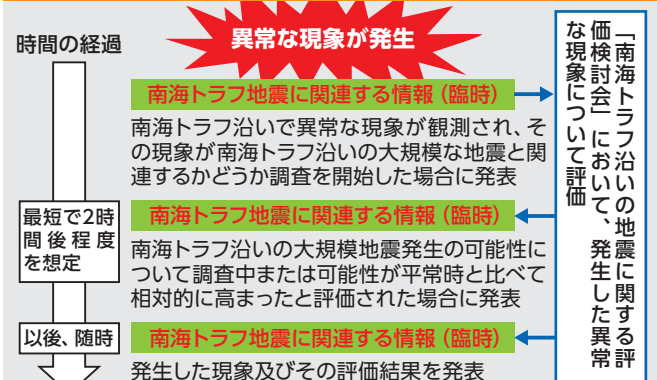 時間の経過
異常な現象が発生
南海トラフ地震に関連する情報（臨時）
南海トラフ沿いで異常な現象が観測され、そ
の現象が南海トラフ沿いの大規模な地震と関
連するかどうか調査を開始した場合に発表
最短で2時
間後程度
を想定
南海トラフ地震に関連する情報（臨時）
南海トラフ沿いの大規模地震発生の可能性に
ついて調査中または可能性が平常時と比べて
相対的に高まったと評価された場合に発表
以後、随時
南海トラフ地震に関連する情報（臨時）
発生した現象及びその評価結果を発表
「南海トラフ沿いの地震に関する評
価検討会」において、発生した異常
な現象について評価